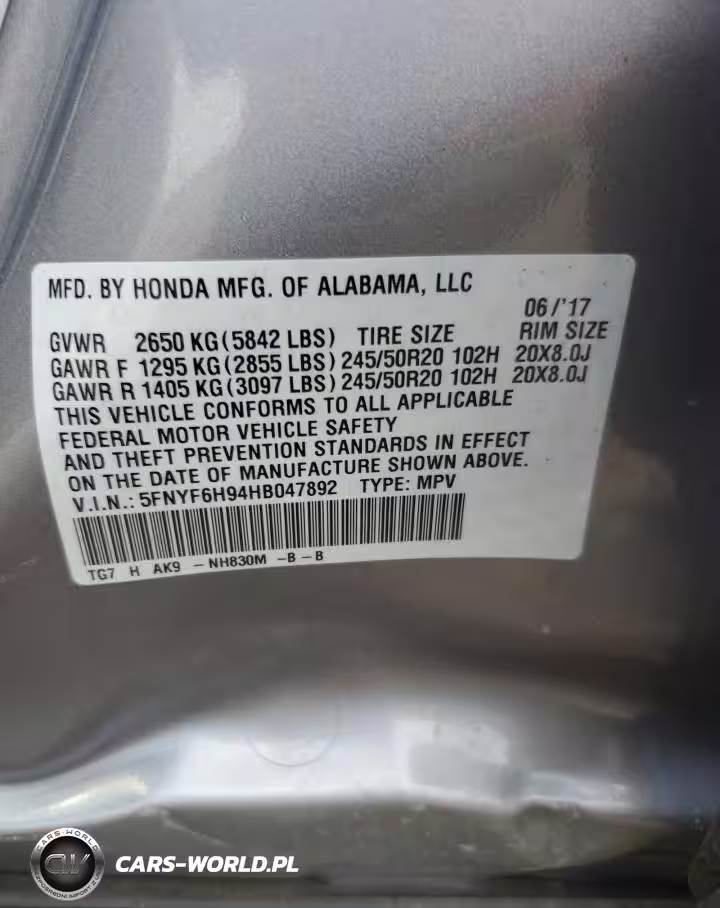 MFD. BY HONDA MFG. OF ALABAMA, LLC
06/'17
GVWR 2650 KG (5842 LBS) TIRE SIZE RIM SIZE
GAWR F 1295 KG (2855 LBS) 245/50R20 102H 20X8.0J
GAWR R 1405 KG (3097 LBS) 245/50R20 102H 20X8.0J
THIS VEHICLE CONFORMS TO ALL APPLICABLE
FEDERAL MOTOR VEHICLE SAFETY
AND THEFT PREVENTION STANDARDS IN EFFECT
ON THE DATE OF MANUFACTURE SHOWN ABOVE.
V.I.N.: 5FNYF6H94HB047892 TYPE: MPV
TG7 H AK9 - NH830M - B - B
CARS-WORLD
CW
CARS-WORLD.PL